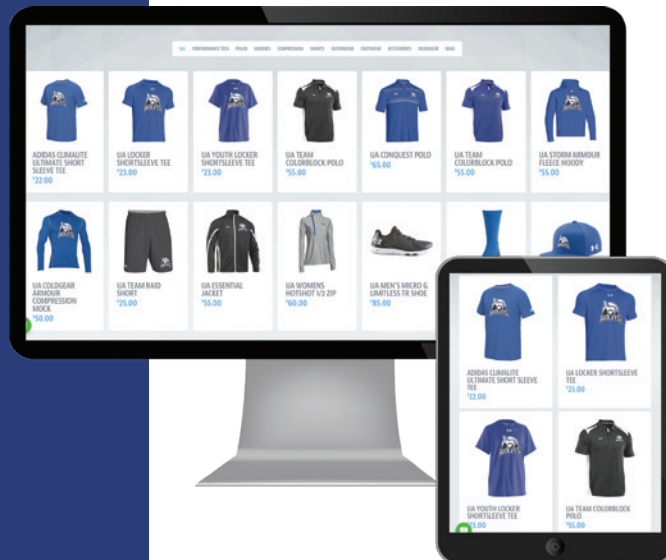 ALL PERFORMANCE TEES POLOS HOODIES COMPRESSION SHORTS OUTERWEAR FOOTWEAR ACCESSORIES HEADWEAR BAGS
ADIDAS CLIMALITE
ULTIMATE SHORT
SLEEVE TEE
$22.00
UA LOCKER
SHORTSLEEVE TEE
$23.00
UA YOUTH LOCKER
SHORTSLEEVE TEE
$23.00
UA TEAM
COLORBLOCK POLO
$55.00
UA CONQUEST POLO
$65.00
UA TEAM
COLORBLOCK POLO
$55.00
UA STORM ARMOUR
FLEECE HOODY
$55.00
UA COLDGEAR
ARMOUR
COMPRESSION
MOCK
$50.00
UA TEAM RAID
SHORT
$25.00
UA ESSENTIAL
JACKET
$55.00
UA WOMENS
HOTSHOT 1/2 ZIP
$60.00
UA MEN'S MICRO G
LIMITLESS TR SHOE
$85.00
ADIDAS CLIMALITE
ULTIMATE SHORT SLEEVE
TEE
$22.00
UA LOCKER SHORTSLEEVE
TEE
$23.00
UA YOUTH LOCKER
SHORTSLEEVE TEE
$23.00
UA TEAM COLORBLOCK
POLO
$55.00